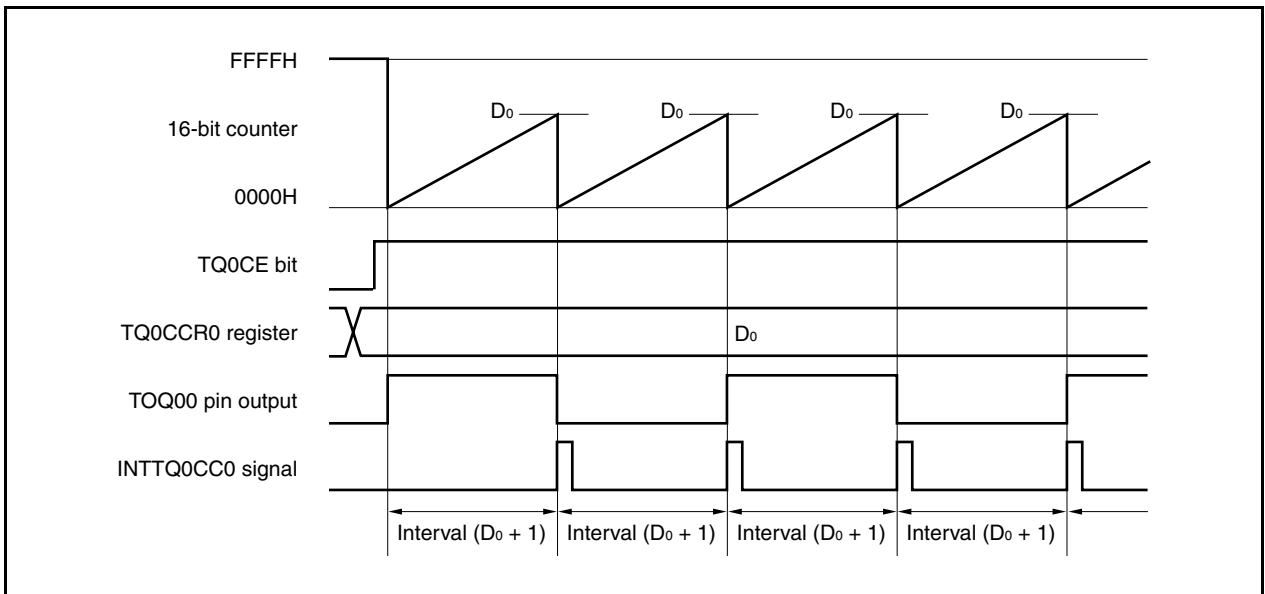 FFFFH
D0 D0 D0 D0
16-bit counter
0000H
TQ0CE bit
TQ0CCR0 register D0
TOQ00 pin output
INTTQ0CC0 signal
Interval (D0 + 1) Interval (D0 + 1) Interval (D0 + 1) Interval (D0 + 1)